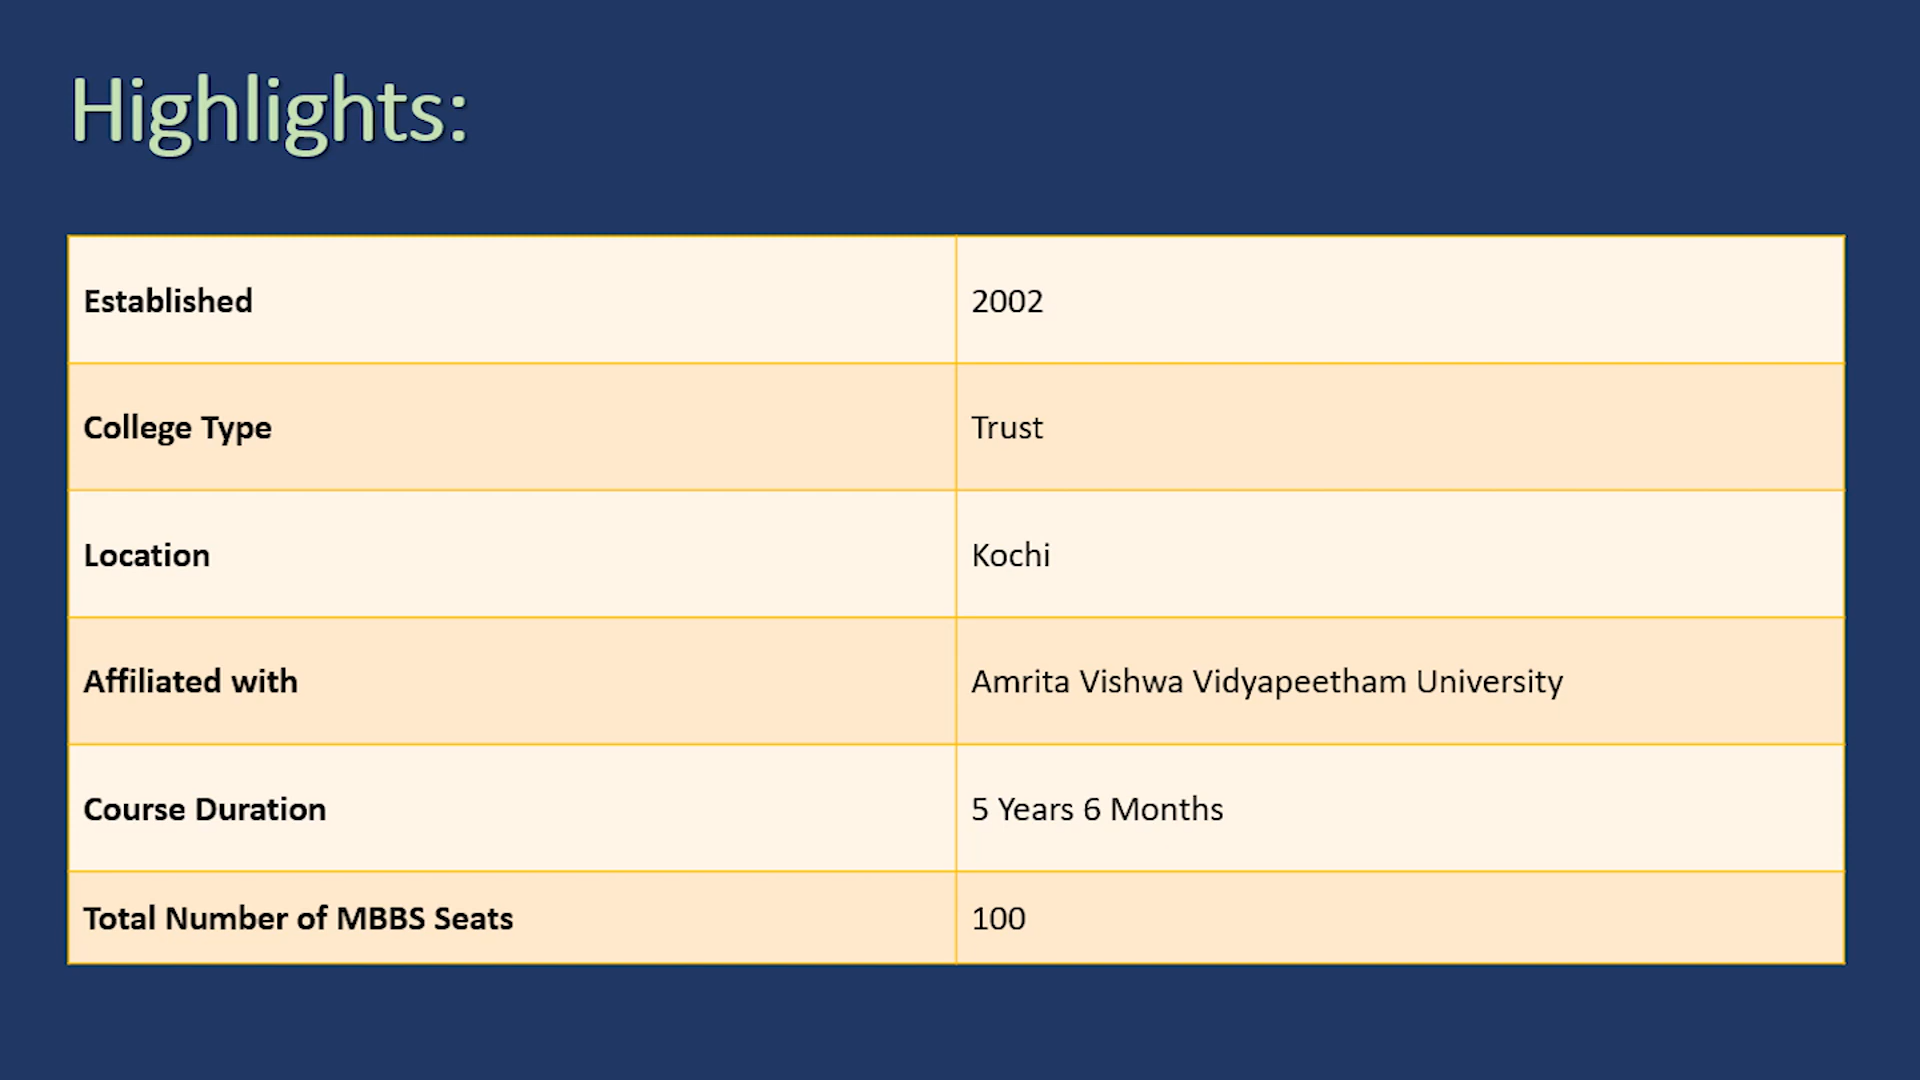 Highlights:
Established 2002
College Type Trust
Location Kochi
Affiliated with Amrita Vishwa Vidyapeetham University
Course Duration 5 Years 6 Months
Total Number of MBBS Seats 100